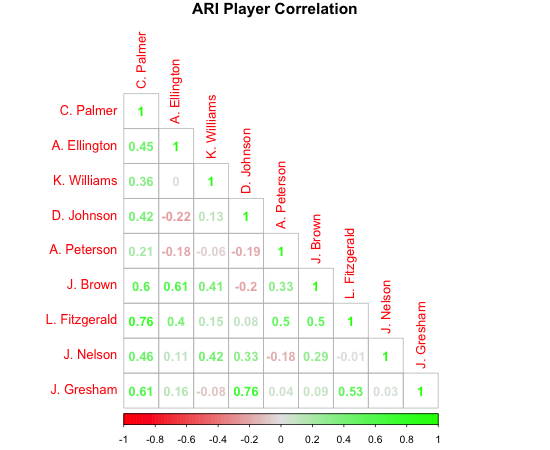 ARI Player Correlation
C. Palmer
A. Ellington
K. Williams
D. Johnson
A. Peterson
J. Brown
L. Fitzgerald
J. Nelson
J. Gresham
C. Palmer 1
A. Ellington 0.45 1
K. Williams 0.36 0 1
D. Johnson 0.42 -0.22 0.13 1
A. Peterson 0.21 -0.18 -0.06 -0.19 1
J. Brown 0.6 0.61 0.41 -0.2 0.33 1
L. Fitzgerald 0.76 0.4 0.15 0.08 0.5 0.5 1
J. Nelson 0.46 0.11 0.42 0.33 -0.18 0.29 -0.01 1
J. Gresham 0.61 0.16 -0.08 0.76 0.04 0.09 0.53 0.03 1
-1 -0.8 -0.6 -0.4 -0.2 0 0.2 0.4 0.6 0.8 1